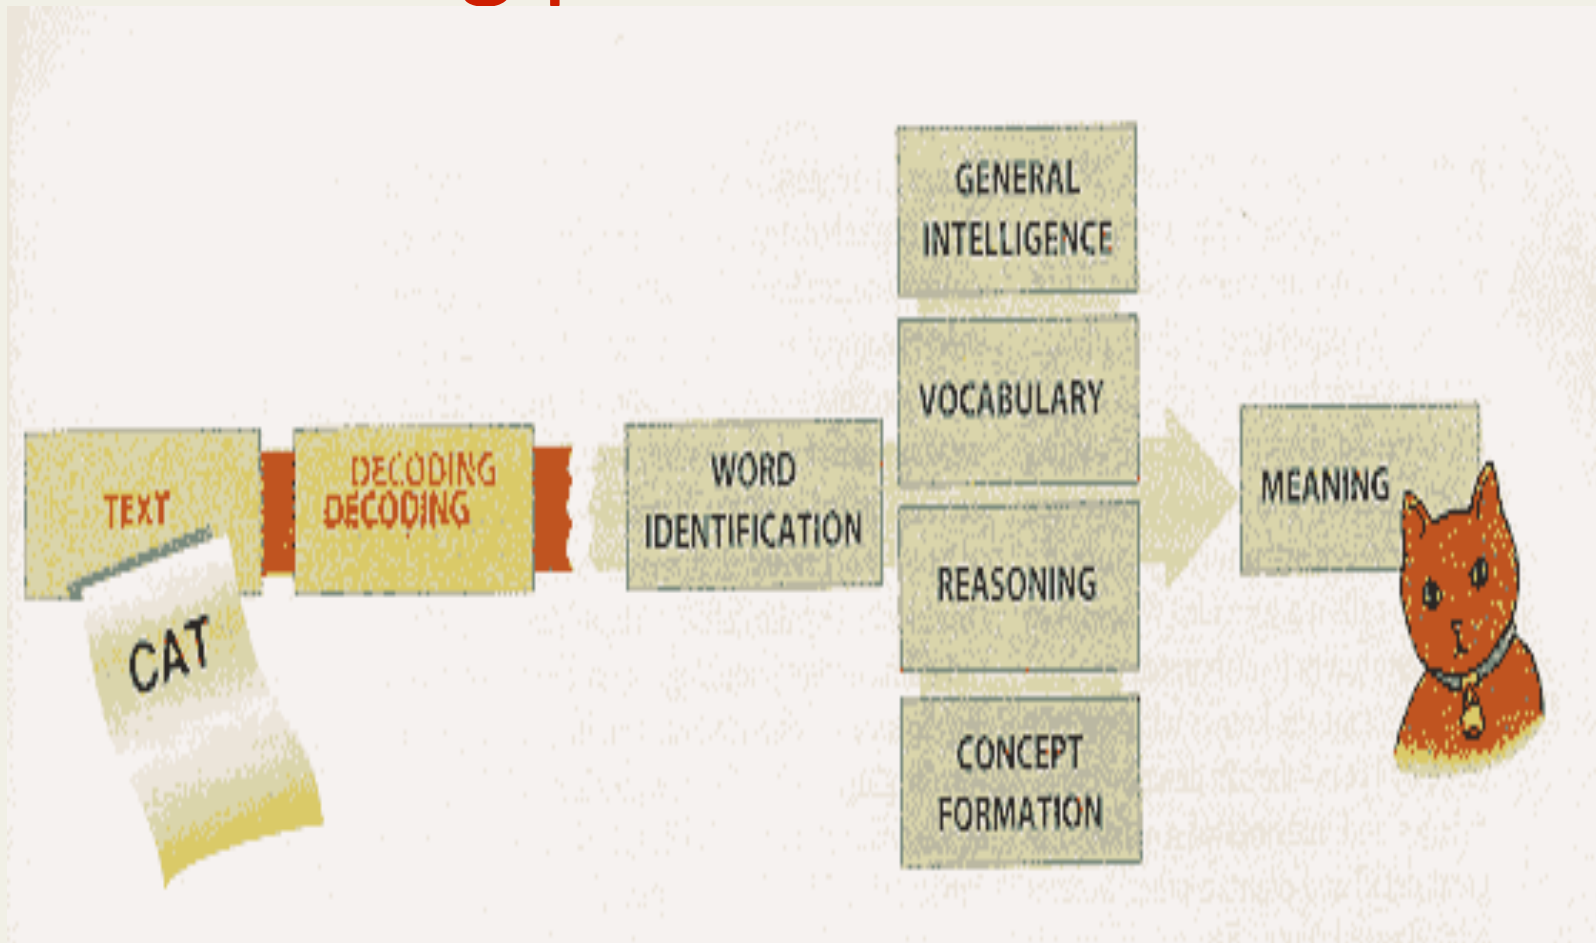 TEXT
DECODING
DECODING
CAT
WORD
IDENTIFICATION
GENERAL
INTELLIGENCE
VOCABULARY
REASONING
CONCEPT
FORMATION
MEANING